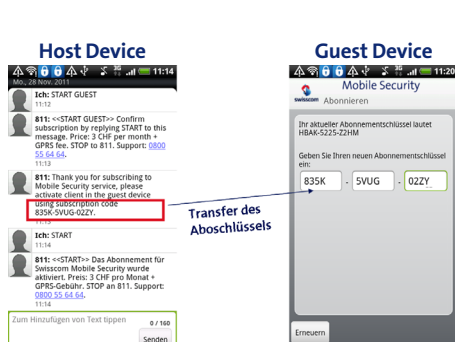 Host Device
Guest Device
11:14
Mo., 28 Nov. 2011
Ich: START GUEST
11:12
811: <<START GUEST>> Confirm
subscription by replying START to this
message. Price: 3 CHF per month +
GPRS fee. STOP to 811. Support: 0800
55 64 64.
11:13
811: Thank you for subscribing to
Mobile Security service, please
activate client in the guest device
using subscription code
835K-5VUG-02ZY.
11:13
Ich: START
11:14
811: <<START>> Das Abonnement für
Swisscom Mobile Security wurde
aktiviert. Preis: 3 CHF pro Monat +
GPRS-Gebühr. STOP an 811. Support:
0800 55 64 64.
11:14
Zum Hinzufügen von Text tippen
0 / 160
Senden
Transfer des
Aboschlüssels
11:20
Mobile Security
swisscom
Abonnieren
Ihr aktueller Abonnementschlüssel lautet
HBAK-5225-Z2HM
Geben Sie Ihren neuen Abonnementschlüssel
ein:
835K - 5VUG - 02ZY
Erneuern